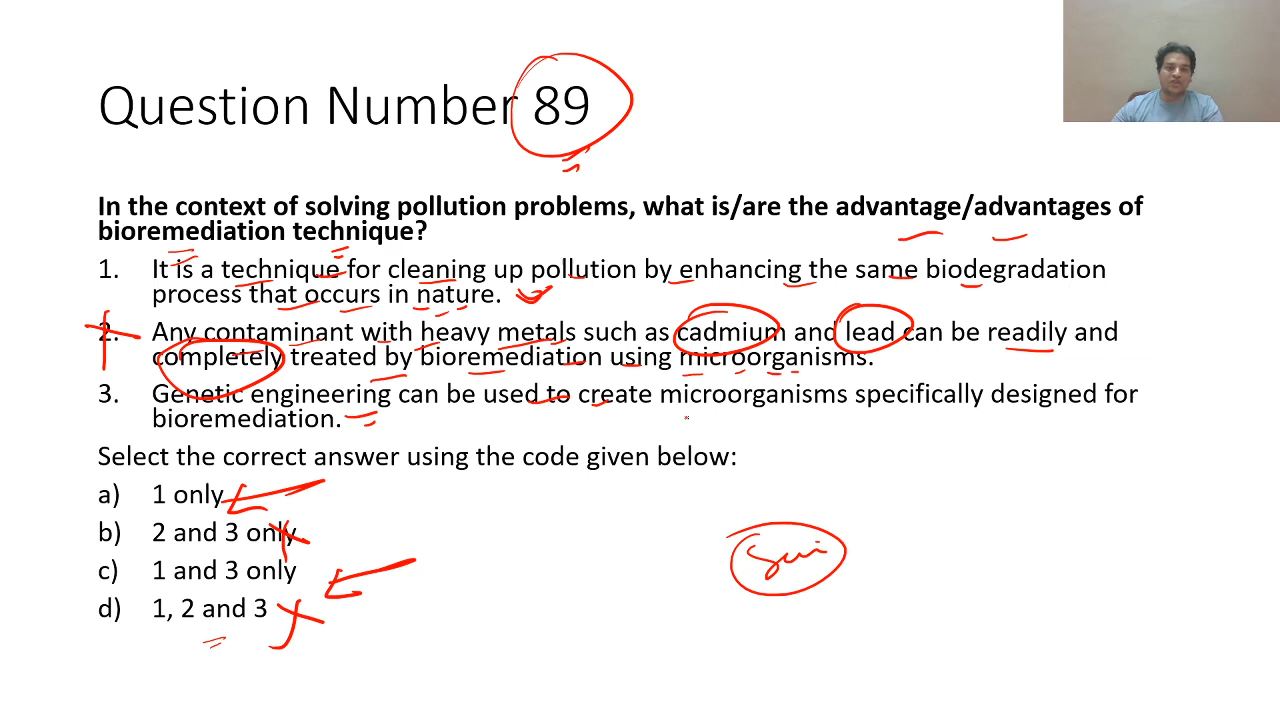 Question Number 89
In the context of solving pollution problems, what is/are the advantage/advantages of
bioremediation technique?
1. It is a technique for cleaning up pollution by enhancing the same biodegradation
process that occurs in nature.
2. Any contaminant with heavy metals such as cadmium and lead can be readily and
completely treated by bioremediation using microorganisms.
3. Genetic engineering can be used to create microorganisms specifically designed for
bioremediation.
Select the correct answer using the code given below:
a) 1 only
b) 2 and 3 only
c) 1 and 3 only
d) 1, 2 and 3